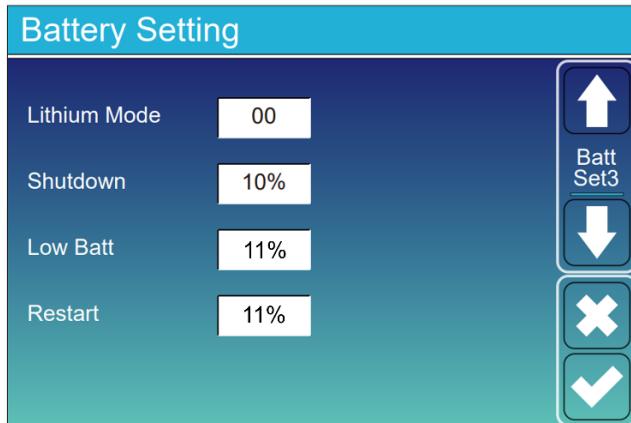 Battery Setting
Lithium Mode 00
Batt
Set3
Shutdown 10%
Low Batt 11%
Restart 11%